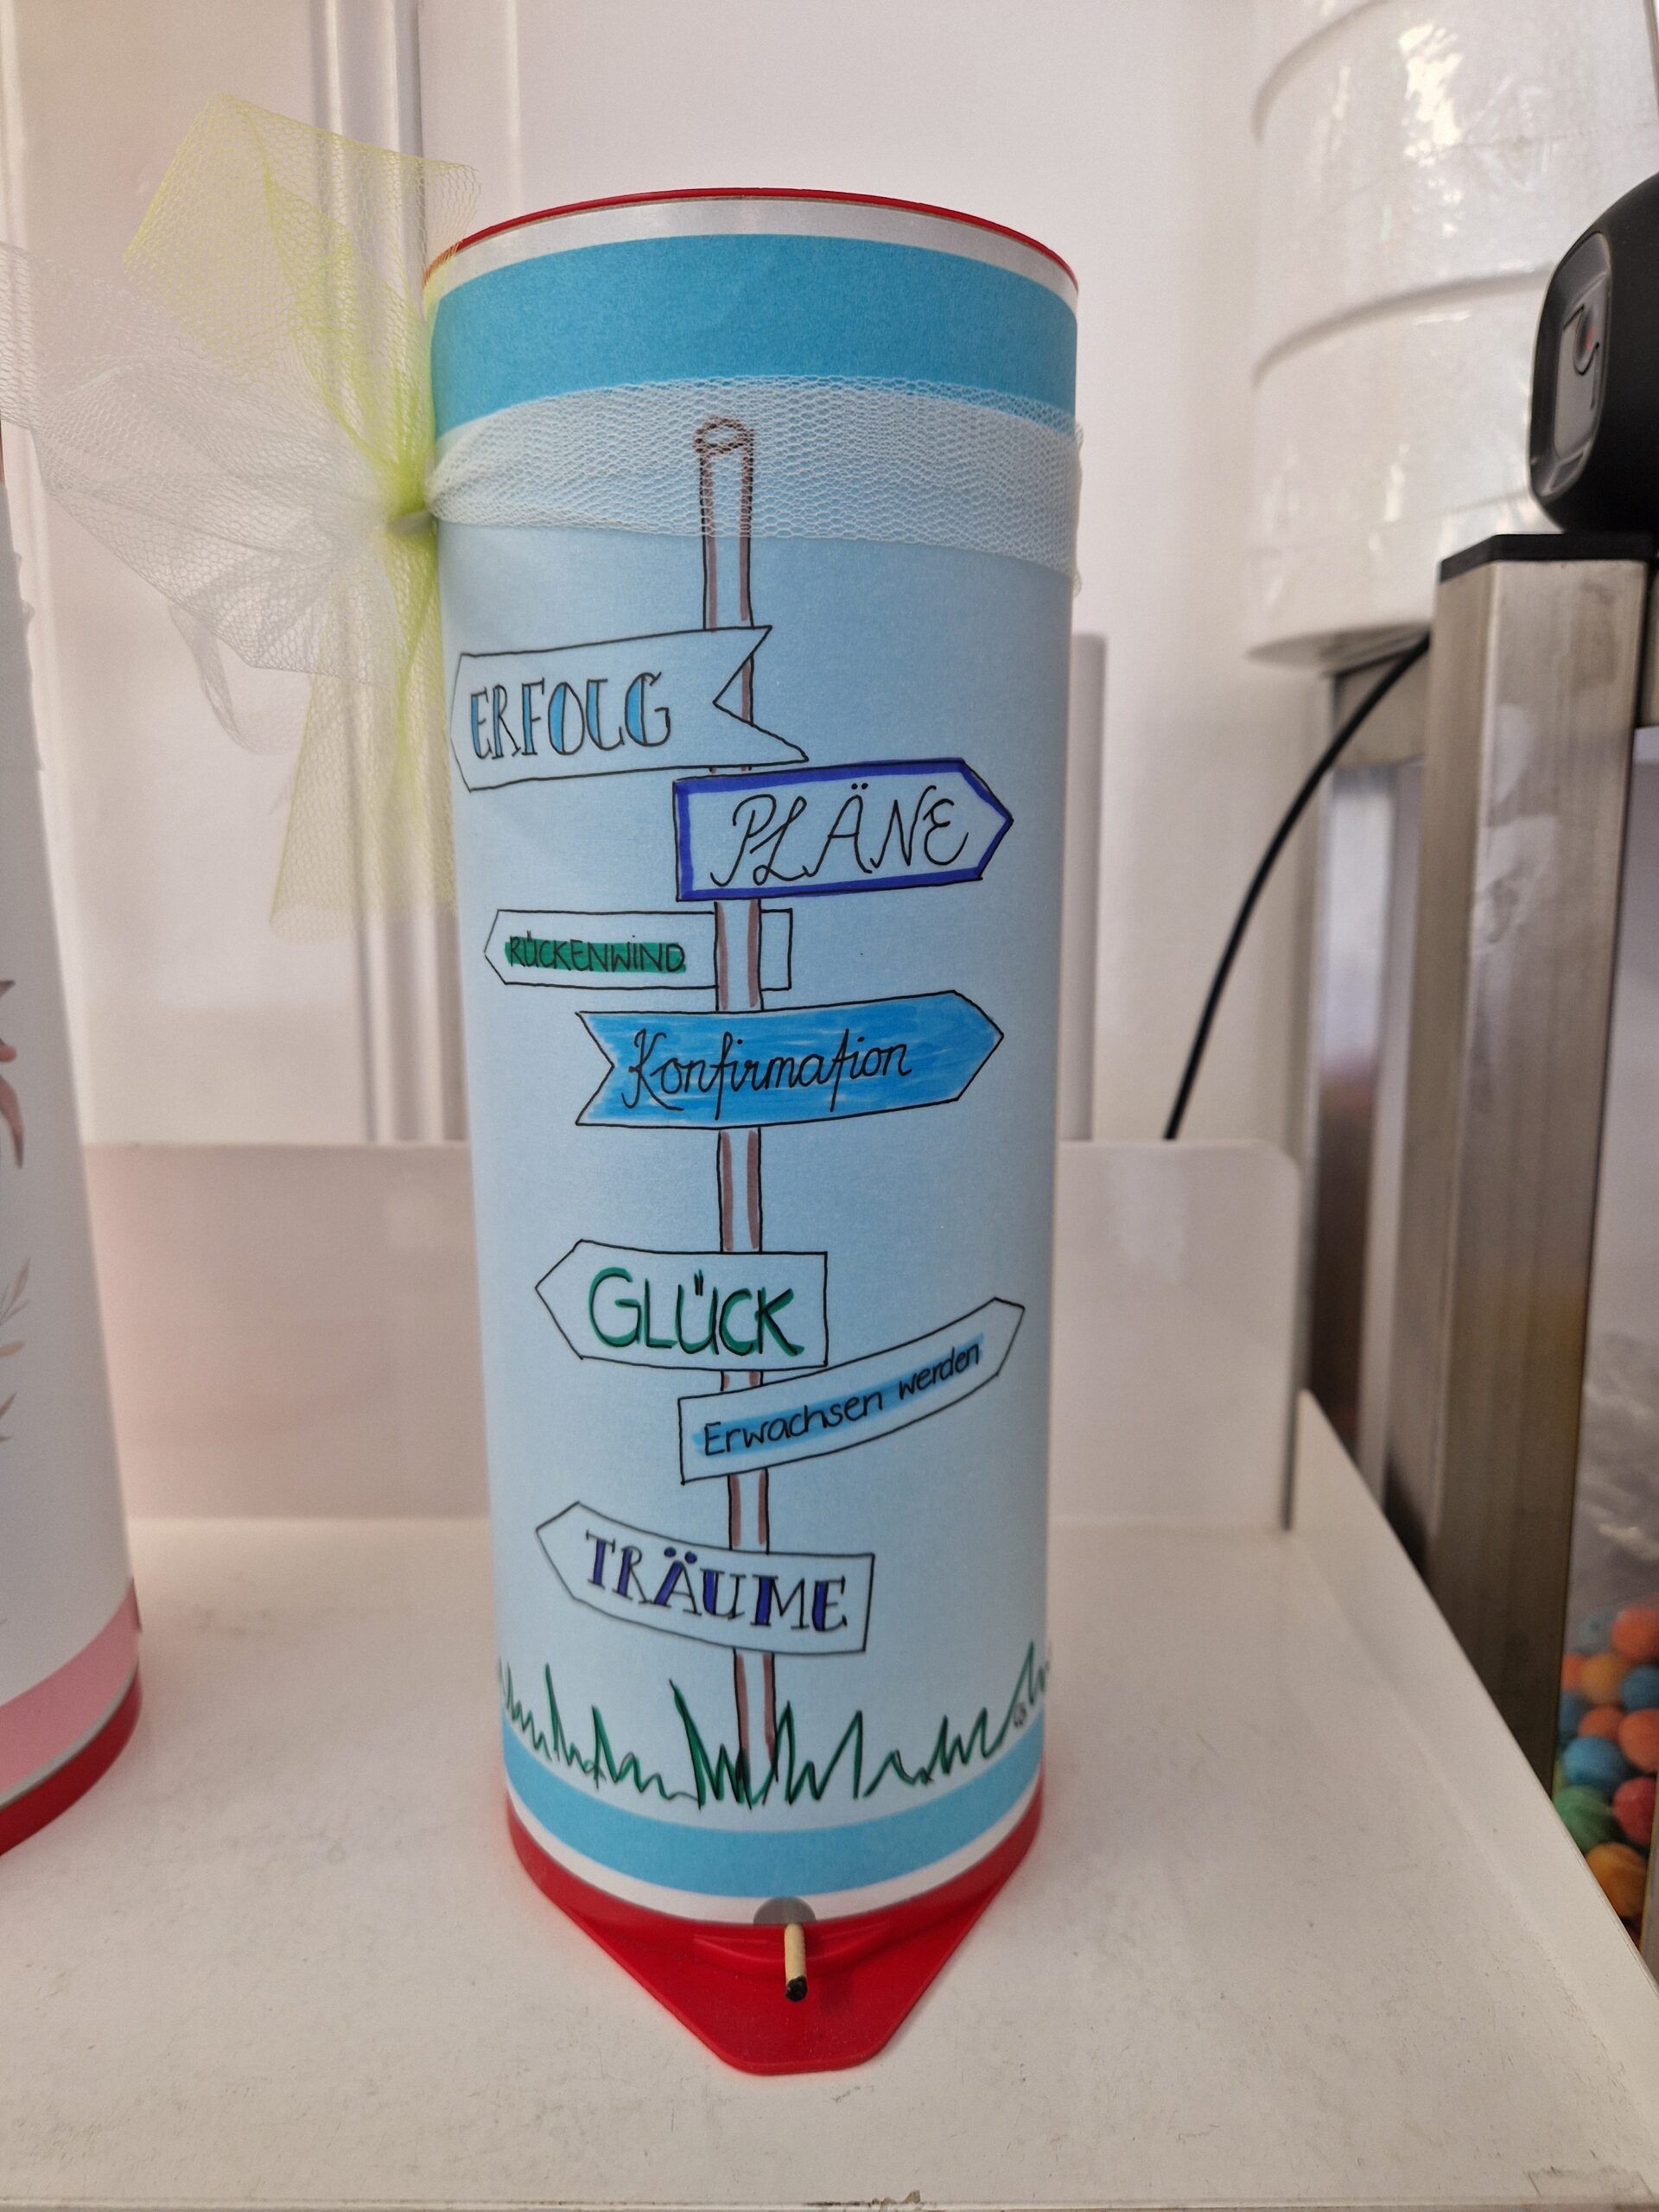 ERFOLG
PLÄNE
RÜCKENWIND
Konfirmation
GLÜCK
Erwachsen werden
TRÄUME